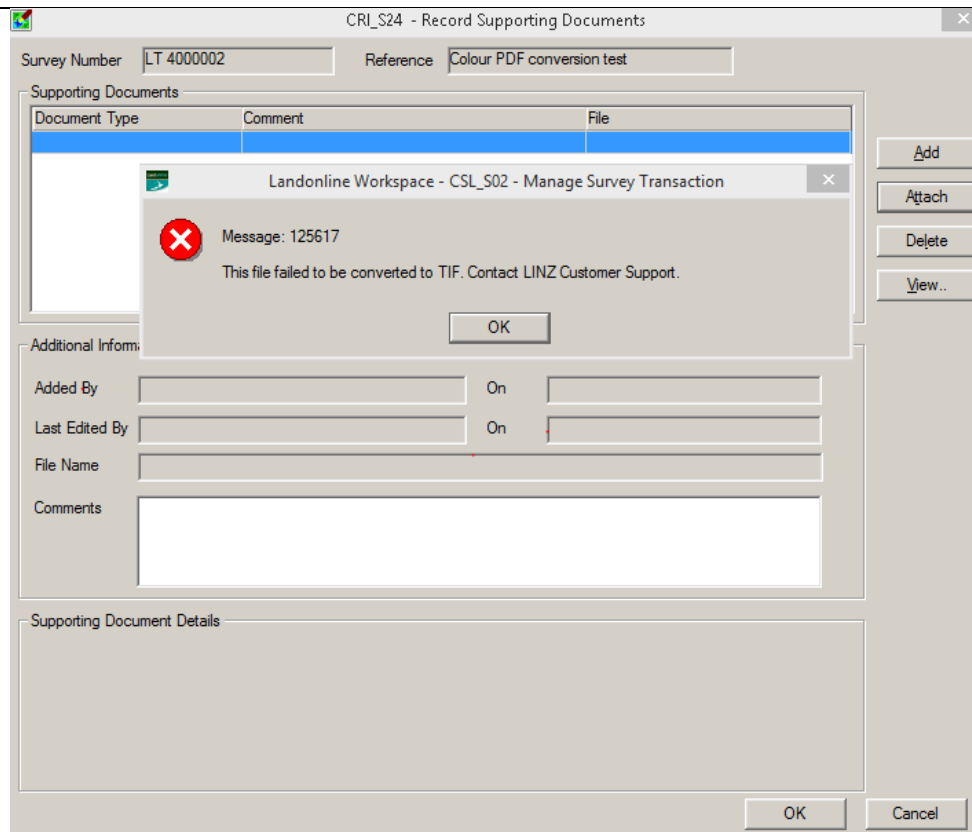 CRI_S24 - Record Supporting Documents
Survey Number LT 4000002 Reference Colour PDF conversion test
Supporting Documents
Document Type Comment File
Add
Landonline Workspace - CSL_S02 - Manage Survey Transaction
Attach
Message: 125617
Delete
This file failed to be converted to TIF. Contact LINZ Customer Support.
View..
OK
Additional Inform
Added By On
Last Edited By On
File Name
Comments
Supporting Document Details
OK Cancel